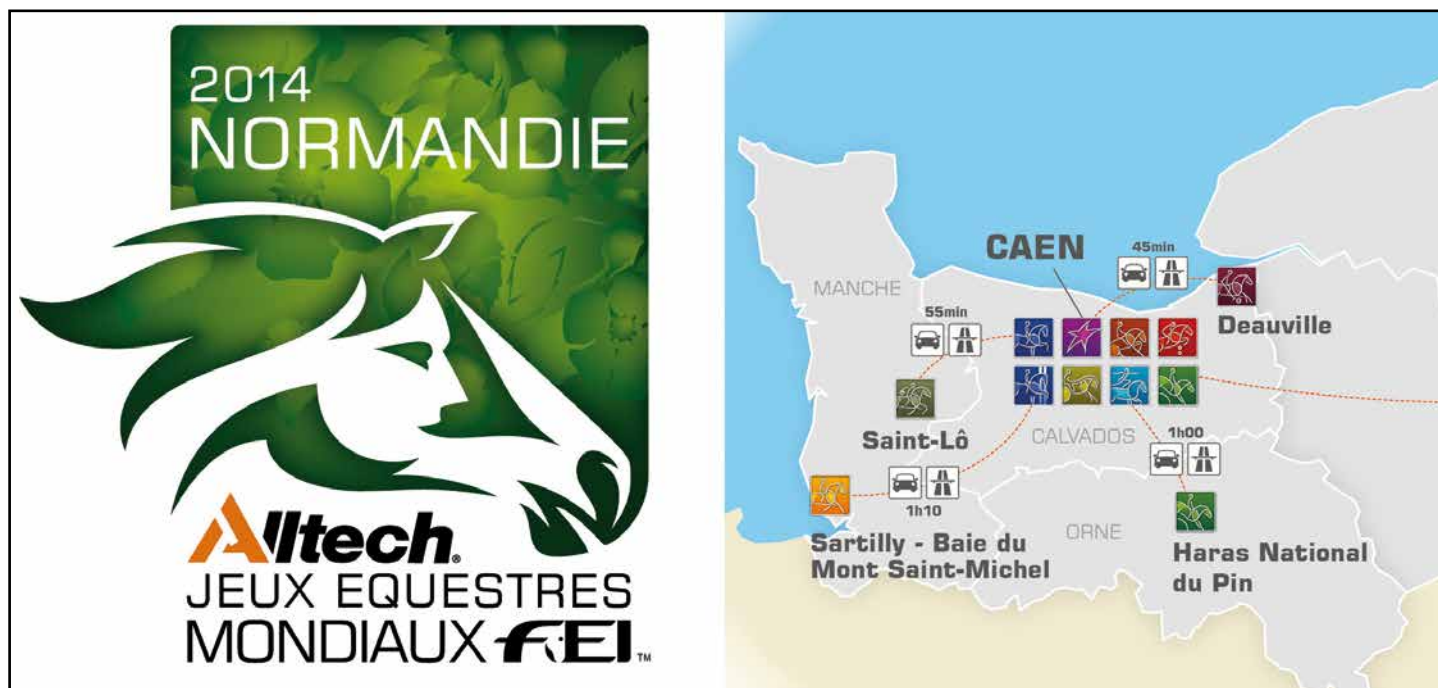 2014
NORMANDIE
Alltech®
JEUX EQUESTRES
MONDIAUX FEI™
CAEN
45min
MANCHE
Deauville
55min
Saint-Lô
CALVADOS
1h00
1h10
ORNE
Sartilly - Baie du
Mont Saint-Michel
Haras National
du Pin